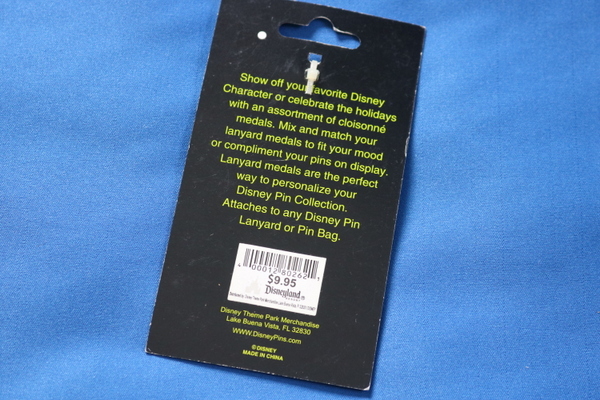 Show off your favorite Disney
Character or celebrate the holidays
with an assortment of cloisonné
medals. Mix and match your
lanyard medals to fit your mood
or compliment your pins on display.
Lanyard medals are the perfect
way to personalize your
Disney Pin Collection.
Attaches to any Disney Pin
Lanyard or Pin Bag.
$9.95
Disneyland
Disney Theme Park Merchandise
Lake Buena Vista, FL 32830
www.DisneyPins.com
© DISNEY
MADE IN CHINA